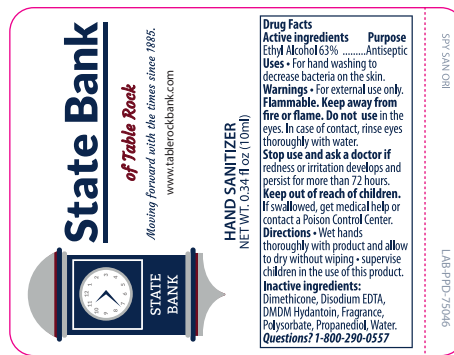 State Bank
of Table Rock
Moving forward with the times since 1885.
www.tablerockbank.com
STATE
BANK
HAND SANITIZER
NET WT. 0.34 fl oz (10ml)
Drug Facts
Active ingredients Purpose
Ethyl Alcohol 63% .........Antiseptic
Uses • For hand washing to
decrease bacteria on the skin.
Warnings • For external use only.
Flammable. Keep away from
fire or flame. Do not use in the
eyes. In case of contact, rinse eyes
thoroughly with water.
Stop use and ask a doctor if
redness or irritation develops and
persist for more than 72 hours.
Keep out of reach of children.
If swallowed, get medical help or
contact a Poison Control Center.
Directions • Wet hands
thoroughly with product and allow
to dry without wiping • supervise
children in the use of this product.
Inactive ingredients:
Dimethicone, Disodium EDTA,
DMDM Hydantoin, Fragrance,
Polysorbate, Propanediol, Water.
Questions? 1-800-290-0557
SPY SAN ORI
LAB-PPD-75046